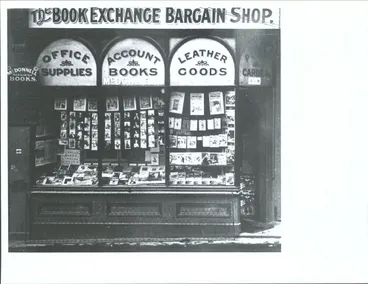 The BOOK EXCHANGE BARGAIN SHOP.
OFFICE
SUPPLIES
ACCOUNT
BOOKS
LEATHER
GOODS
BOOKS